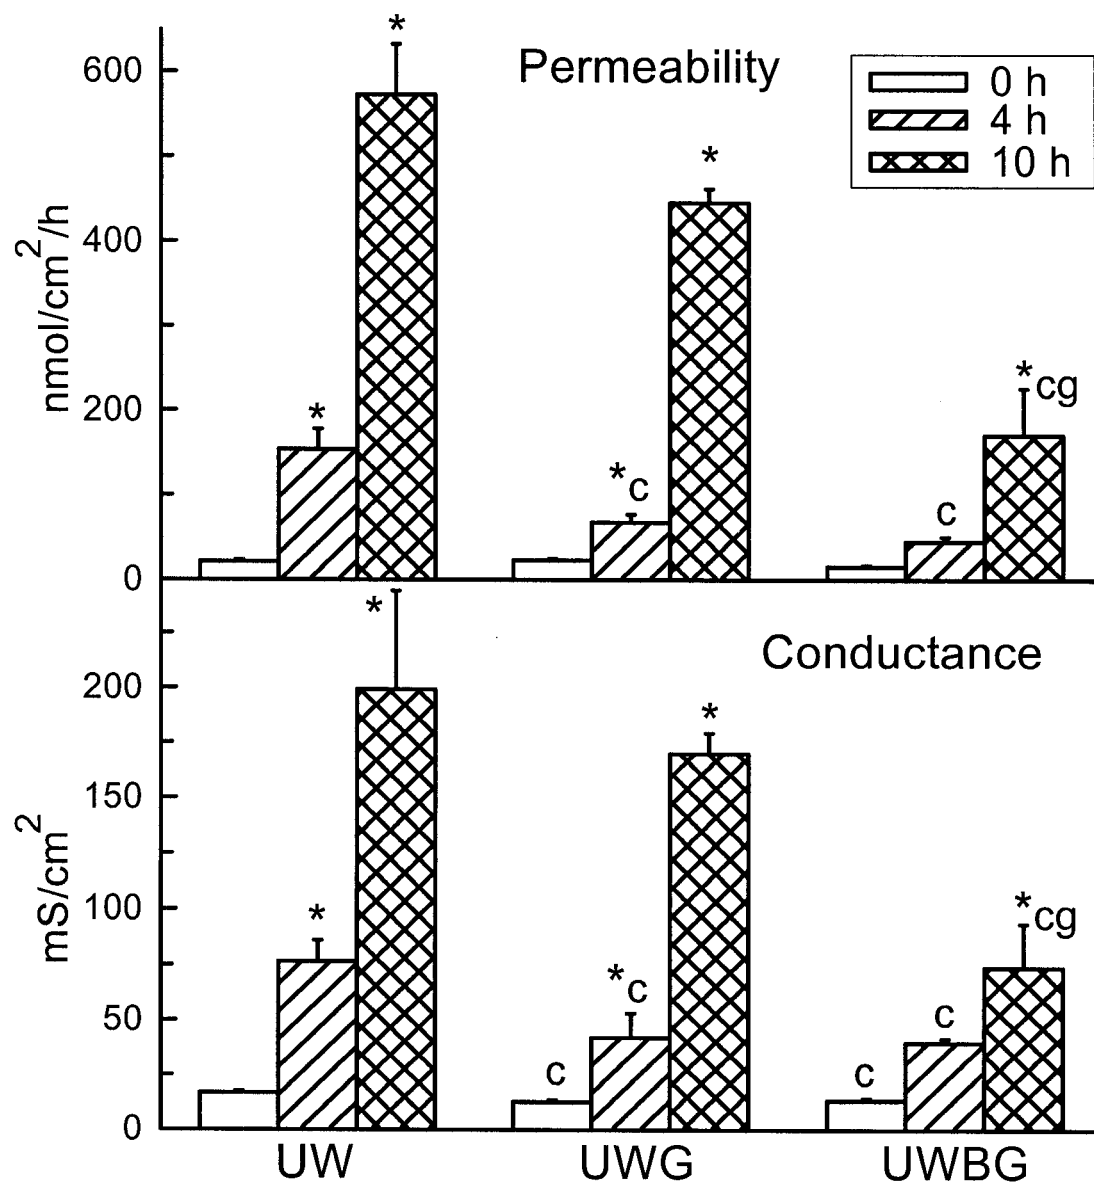 Permeability
0 h
4 h
10 h
nmol/cm²/h
600
400
200
0
*
*
*
c
*
c
*
cg
Conductance
mS/cm²
200
150
100
50
0
*
*
c
*
c
*
c
c
*
cg
UW
UWG
UWBG